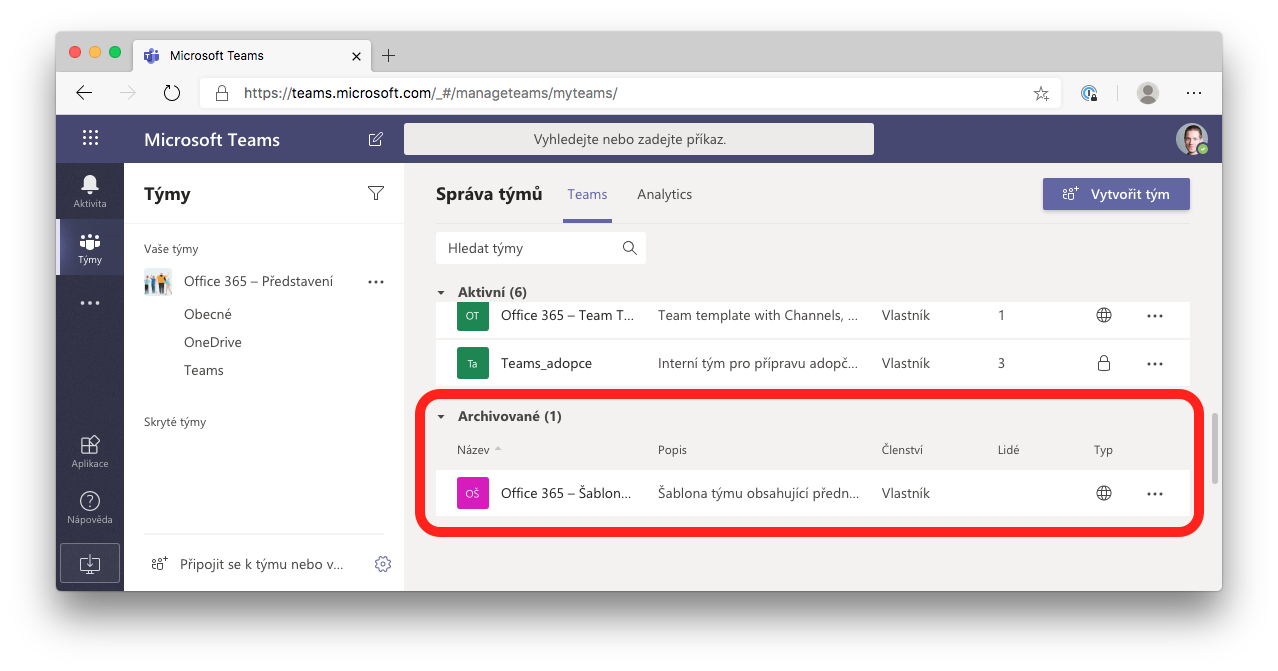 Microsoft Teams
https://teams.microsoft.com/_#/manageteams/myteams/
Microsoft Teams
Vyhledejte nebo zadejte příkaz.
Aktivita
Týmy
Aplikace
Nápověda
Týmy
Vaše týmy
Office 365 – Představení
Obecné
OneDrive
Teams
Skryté týmy
Připojit se k týmu nebo v...
Správa týmů Teams Analytics Vytvořit tým
Hledat týmy
Aktivní (6)
OT Office 365 – Team T... Team template with Channels, ... Vlastník 1
Ta Teams_adopce Interní tým pro přípravu adopč... Vlastník 3
Archivované (1)
Název Popis Členství Lidé Typ
OŠ Office 365 – Šablon... Šablona týmu obsahující předn... Vlastník